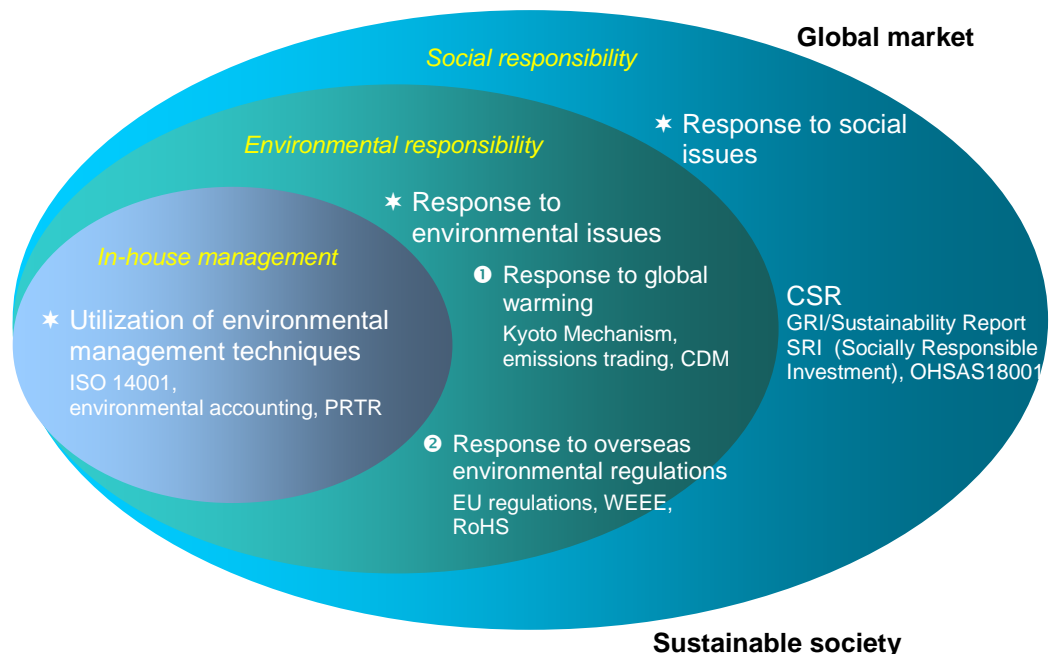 Global market
Social responsibility
✶ Response to social
issues
Environmental responsibility
✶ Response to
environmental issues
In-house management
❶ Response to global
warming
Kyoto Mechanism,
emissions trading, CDM
✶ Utilization of environmental
management techniques
ISO 14001,
environmental accounting, PRTR
CSR
GRI/Sustainability Report
SRI (Socially Responsible
Investment), OHSAS18001
❷ Response to overseas
environmental regulations
EU regulations, WEEE,
RoHS
Sustainable society